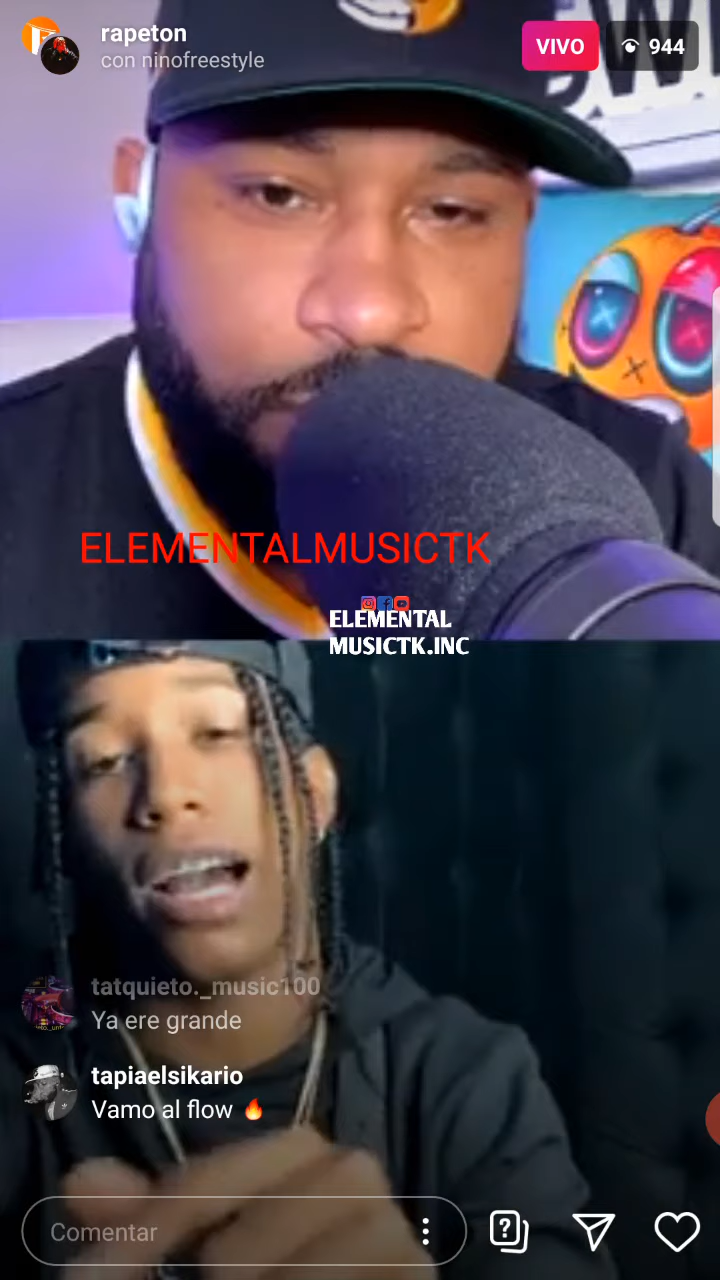 rapeton
con ninofreestyle
VIVO
944
ELEMENTALMUSICTK
ELEMENTAL
MUSICTK.INC
tatquieto._music100
Ya ere grande
tapiaelsikario
Vamo al flow 🔥
Comentar